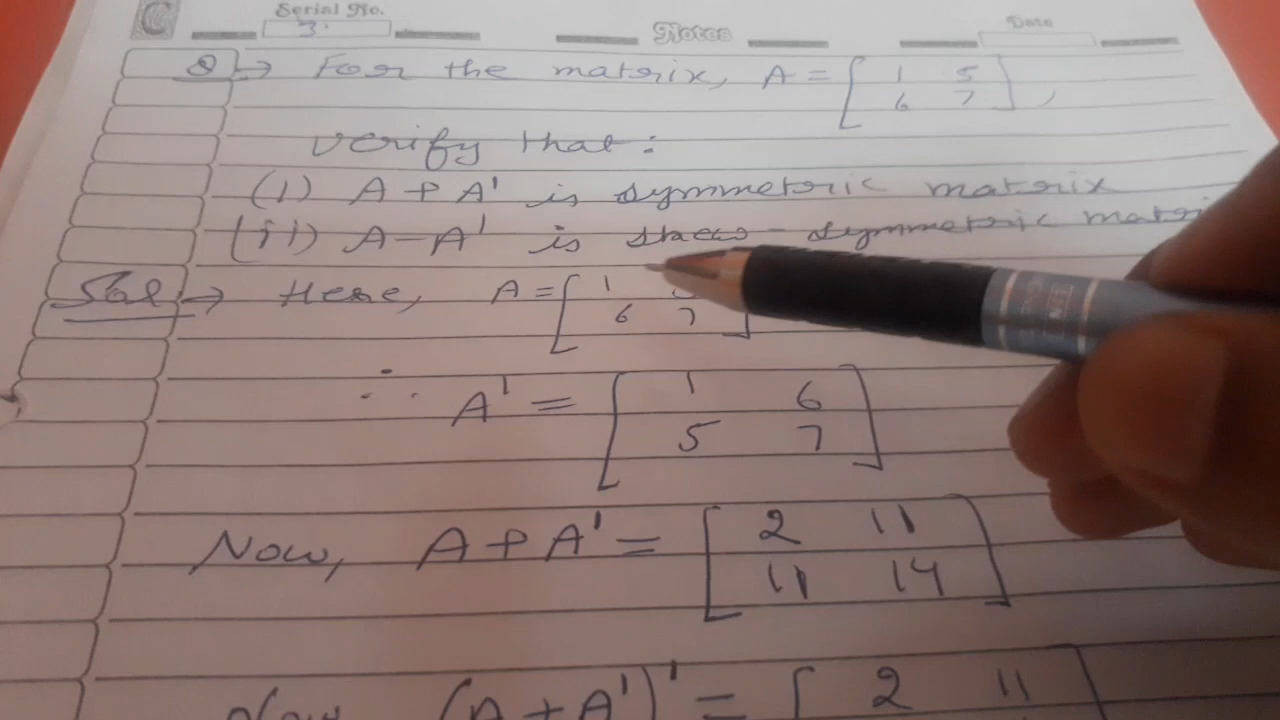 Serial No.
3.
Notes
Date
Q → For the matrix, A = [ 1 5
6 7 ] ,
Verify that:
(i) A + A' is symmetric matrix
(ii) A - A' is skew - symmetric matri
Sol → Here, A = [ 1
6 7 ]
∴ A' = [ 1 6
5 7 ]
Now, A + A' = [ 2 11
11 14 ]
Now (A + A')' = [ 2 11